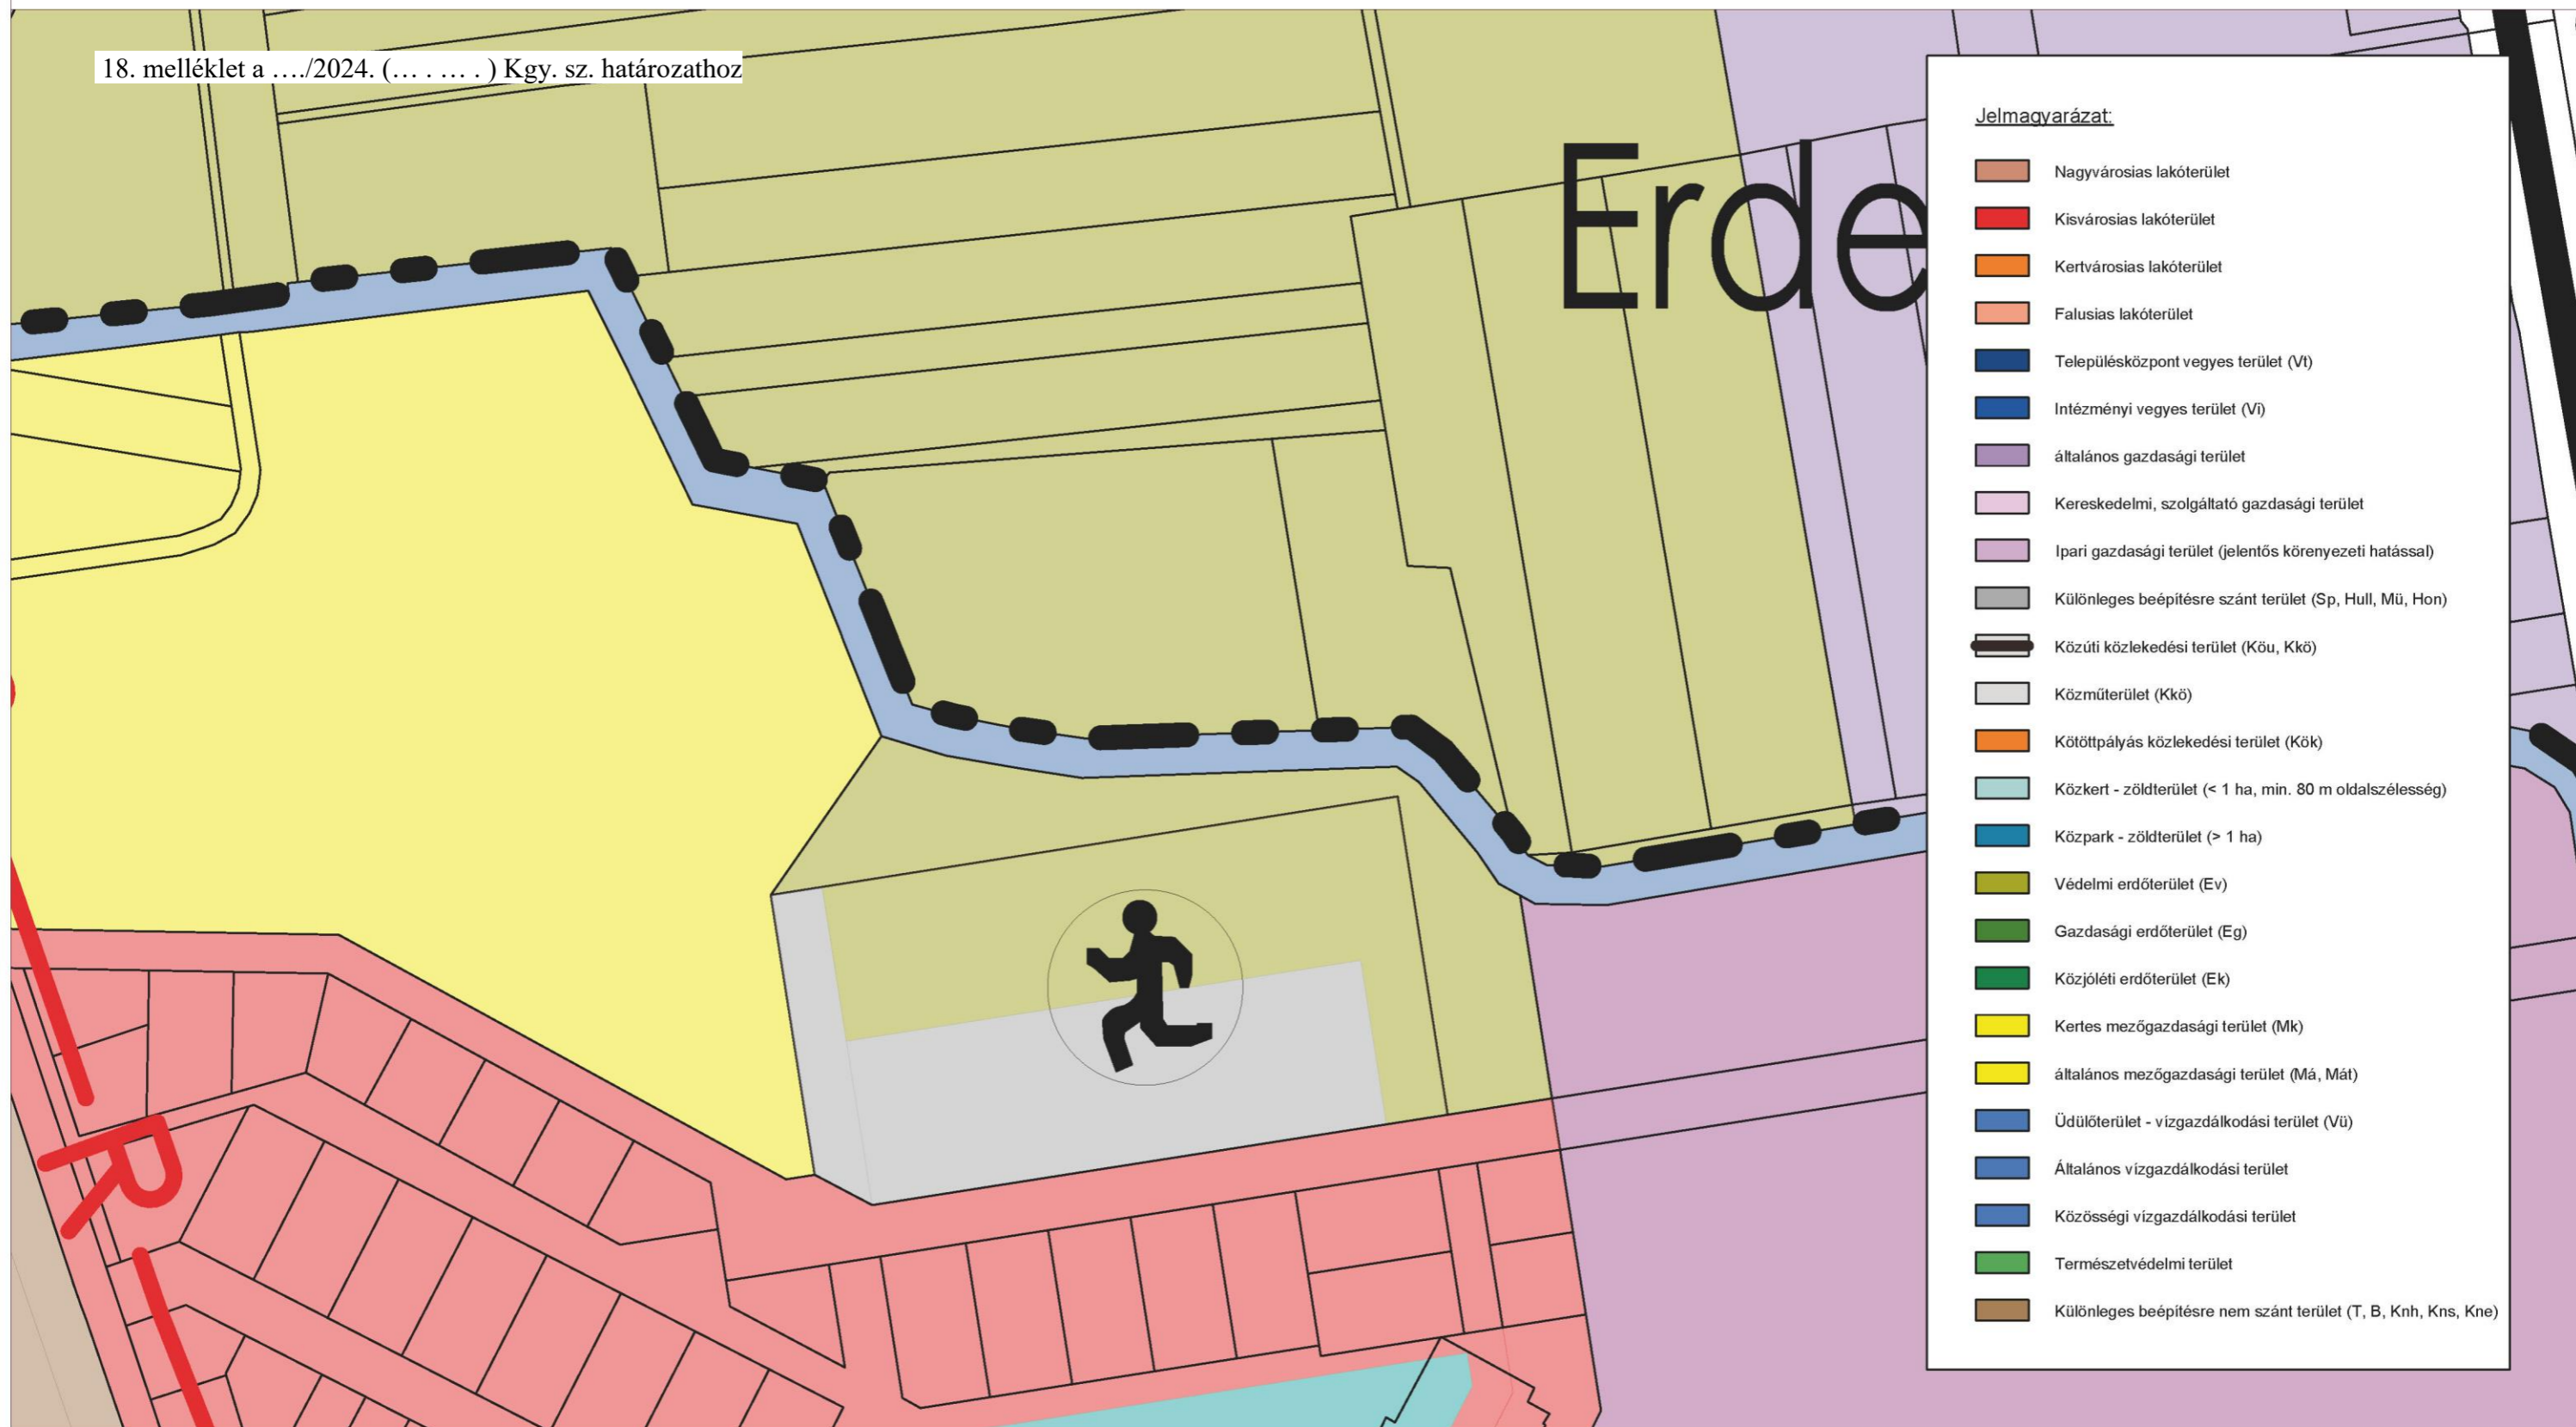 18. melléklet a …./2024. (… . … . ) Kgy. sz. határozathoz
Erde
R
Jelmagyarázat:
Nagyvárosias lakóterület
Kisvárosias lakóterület
Kertvárosias lakóterület
Falusias lakóterület
Településközpont vegyes terület (Vt)
Intézményi vegyes terület (Vi)
általános gazdasági terület
Kereskedelmi, szolgáltató gazdasági terület
Ipari gazdasági terület (jelentős körenyezeti hatással)
Különleges beépítésre szánt terület (Sp, Hull, Mü, Hon)
Közúti közlekedési terület (Köu, Kkö)
Közműterület (Kkö)
Kötöttpályás közlekedési terület (Kök)
Közkert - zöldterület (< 1 ha, min. 80 m oldalszélesség)
Közpark - zöldterület (> 1 ha)
Védelmi erdőterület (Ev)
Gazdasági erdőterület (Eg)
Közjóléti erdőterület (Ek)
Kertes mezőgazdasági terület (Mk)
általános mezőgazdasági terület (Má, Mát)
Üdülőterület - vízgazdálkodási terület (Vü)
Általános vízgazdálkodási terület
Közösségi vízgazdálkodási terület
Természetvédelmi terület
Különleges beépítésre nem szánt terület (T, B, Knh, Kns, Kne)